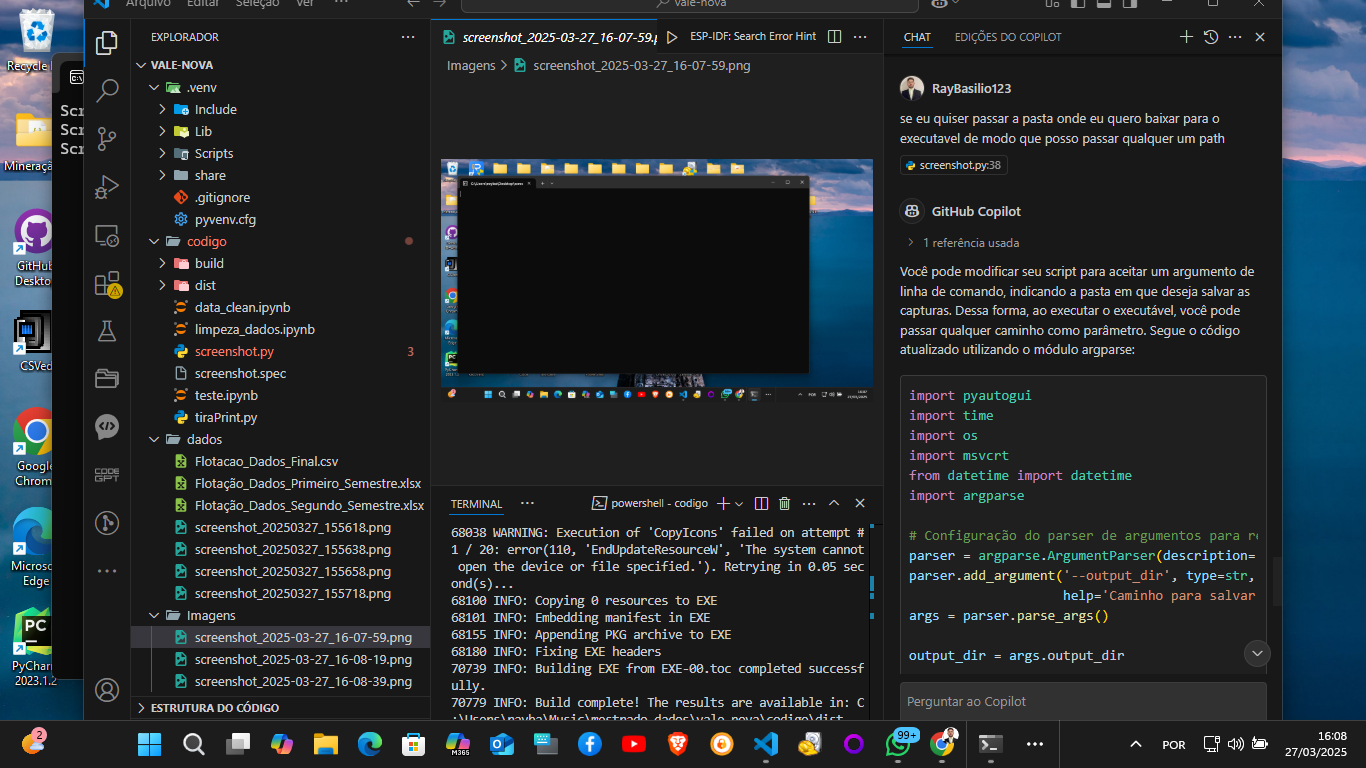 Recycle
Mineraçã
GitHub
Deskto
CSVed
Google
Chrom
Microso
Edge
PyCharm
2023.1.2
Scr
Scr
Scr
Arquivo Editar Seleção Ver ···
vale-nova
EXPLORADOR
VALE-NOVA
.venv
Include
Lib
Scripts
share
.gitignore
pyvenv.cfg
codigo
build
dist
data_clean.ipynb
limpeza_dados.ipynb
screenshot.py 3
screenshot.spec
teste.ipynb
tiraPrint.py
dados
Flotacao_Dados_Final.csv
Flotação_Dados_Primeiro_Semestre.xlsx
Flotação_Dados_Segundo_Semestre.xlsx
screenshot_20250327_155618.png
screenshot_20250327_155638.png
screenshot_20250327_155658.png
screenshot_20250327_155718.png
Imagens
screenshot_2025-03-27_16-07-59.png
screenshot_2025-03-27_16-08-19.png
screenshot_2025-03-27_16-08-39.png
ESTRUTURA DO CÓDIGO
screenshot_2025-03-27_16-07-59.p
ESP-IDF: Search Error Hint
Imagens > screenshot_2025-03-27_16-07-59.png
TERMINAL
powershell - codigo
68038 WARNING: Execution of 'CopyIcons' failed on attempt #
1 / 20: error(110, 'EndUpdateResourceW', 'The system cannot
open the device or file specified.'). Retrying in 0.05 sec
ond(s)...
68100 INFO: Copying 0 resources to EXE
68101 INFO: Embedding manifest in EXE
68155 INFO: Appending PKG archive to EXE
68180 INFO: Fixing EXE headers
70739 INFO: Building EXE from EXE-00.toc completed successf
ully.
70779 INFO: Build complete! The results are available in: C
:\Users\rayba\Music\mestrado_dados\vale-nova\codigo\dist
CHAT EDIÇÕES DO COPILOT
RayBasilio123
se eu quiser passar a pasta onde eu quero baixar para o
executavel de modo que posso passar qualquer um path
screenshot.py:38
GitHub Copilot
1 referência usada
Você pode modificar seu script para aceitar um argumento de
linha de comando, indicando a pasta em que deseja salvar as
capturas. Dessa forma, ao executar o executável, você pode
passar qualquer caminho como parâmetro. Segue o código
atualizado utilizando o módulo argparse:
import pyautogui
import time
import os
import msvcrt
from datetime import datetime
import argparse
# Configuração do parser de argumentos para re
parser = argparse.ArgumentParser(description=
parser.add_argument('--output_dir', type=str,
help='Caminho para salvar
args = parser.parse_args()
output_dir = args.output_dir
Perguntar ao Copilot
2
M365
99+
POR
16:08
27/03/2025